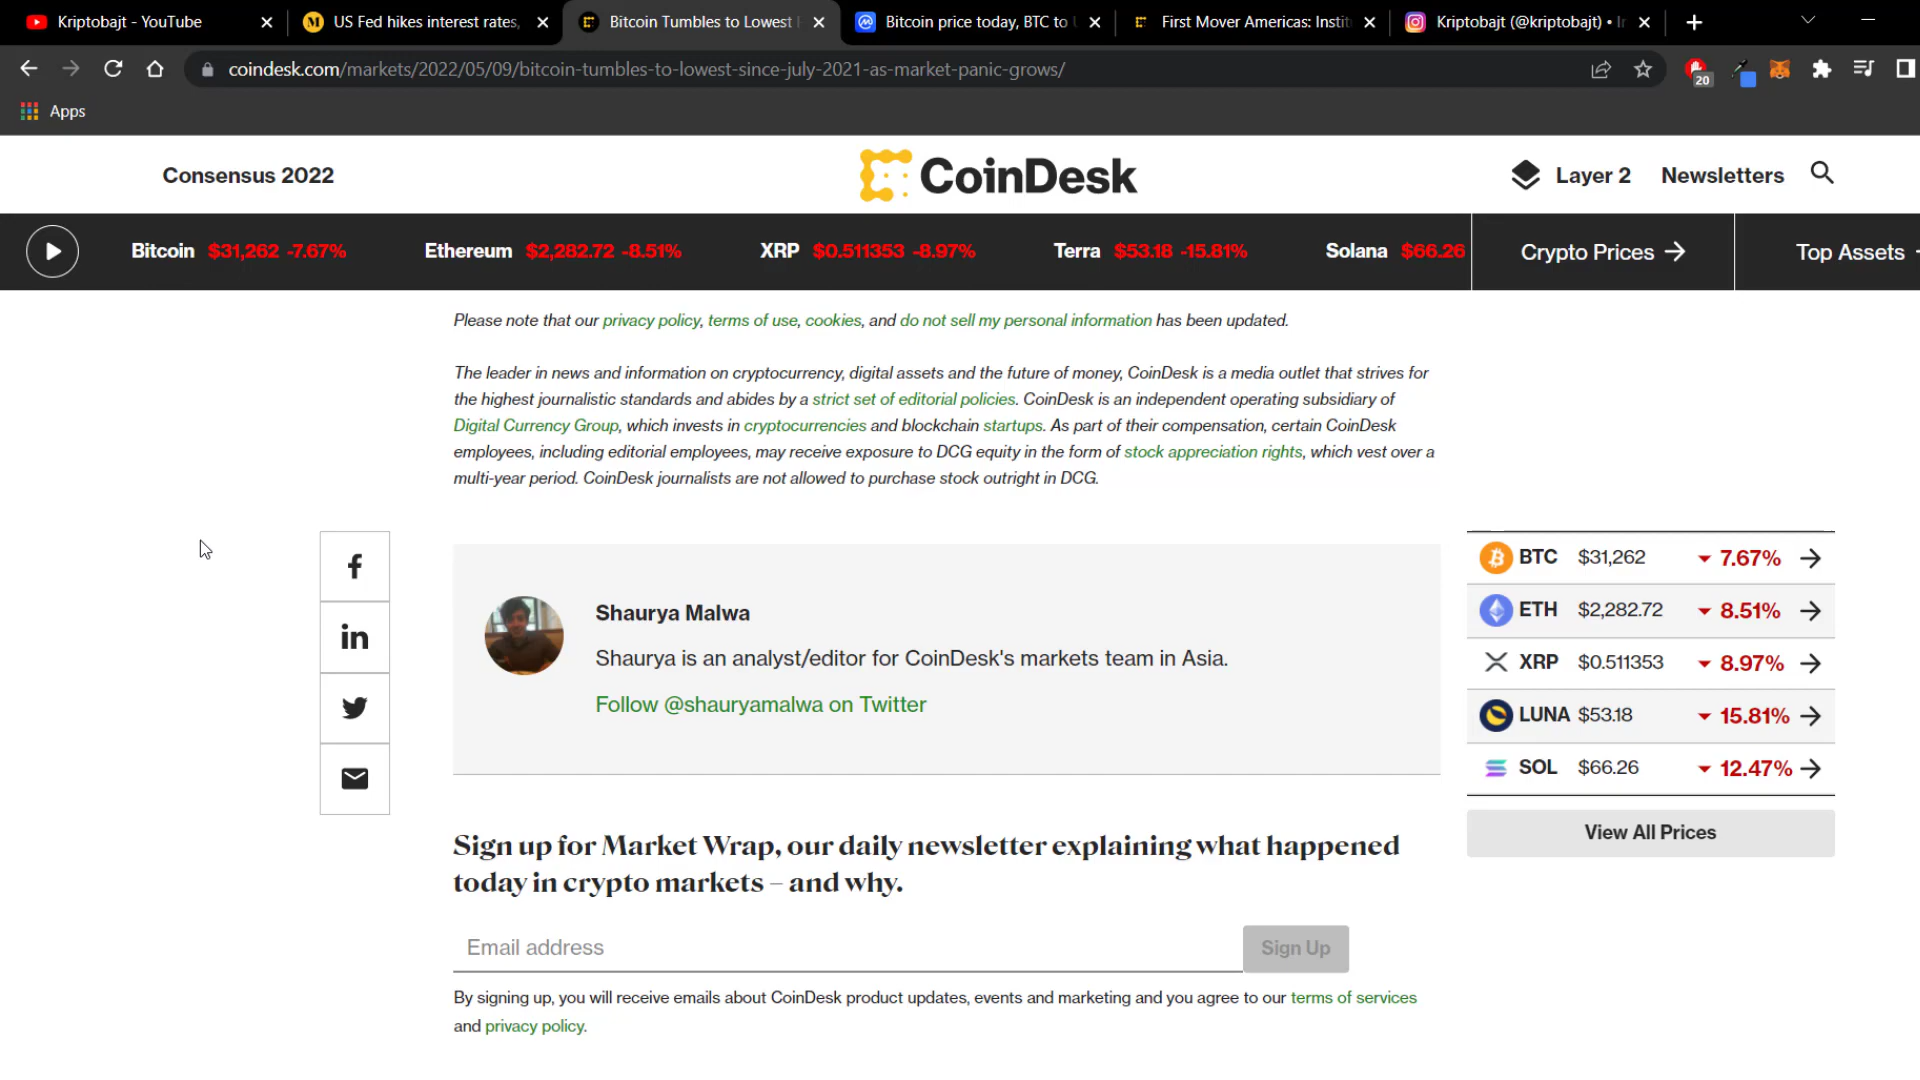 Kriptobajt - YouTube
US Fed hikes interest rates,
Bitcoin Tumbles to Lowest
Bitcoin price today, BTC to
First Mover Americas: Instit
Kriptobajt (@kriptobajt) • I
coindesk.com/markets/2022/05/09/bitcoin-tumbles-to-lowest-since-july-2021-as-market-panic-grows/
20
Apps
Consensus 2022
CoinDesk
Layer 2
Newsletters
Bitcoin $31,262 -7.67%
Ethereum $2,282.72 -8.51%
XRP $0.511353 -8.97%
Terra $53.18 -15.81%
Solana $66.26
Crypto Prices
Top Assets
Please note that our privacy policy, terms of use, cookies, and do not sell my personal information has been updated.
The leader in news and information on cryptocurrency, digital assets and the future of money, CoinDesk is a media outlet that strives for
the highest journalistic standards and abides by a strict set of editorial policies. CoinDesk is an independent operating subsidiary of
Digital Currency Group, which invests in cryptocurrencies and blockchain startups. As part of their compensation, certain CoinDesk
employees, including editorial employees, may receive exposure to DCG equity in the form of stock appreciation rights, which vest over a
multi-year period. CoinDesk journalists are not allowed to purchase stock outright in DCG.
Shaurya Malwa
Shaurya is an analyst/editor for CoinDesk's markets team in Asia.
Follow @shauryamalwa on Twitter
BTC $31,262 7.67%
ETH $2,282.72 8.51%
XRP $0.511353 8.97%
LUNA $53.18 15.81%
SOL $66.26 12.47%
View All Prices
Sign up for Market Wrap, our daily newsletter explaining what happened
today in crypto markets – and why.
Email address
Sign Up
By signing up, you will receive emails about CoinDesk product updates, events and marketing and you agree to our terms of services
and privacy policy.